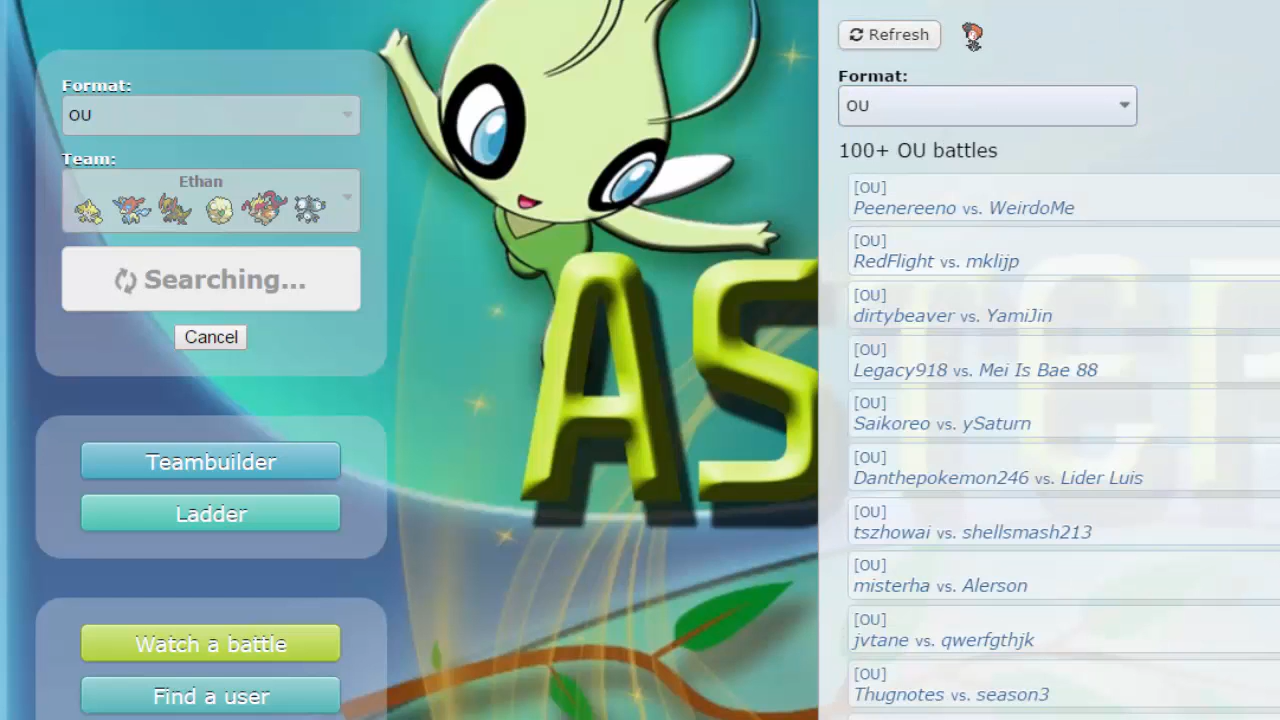 Format:
OU
Team:
Ethan
Searching...
Cancel
Teambuilder
Ladder
Watch a battle
Find a user
AS
Refresh
Format:
OU
100+ OU battles
[OU]
Peenereeno vs. WeirdoMe
[OU]
RedFlight vs. mklijp
[OU]
dirtybeaver vs. YamiJin
[OU]
Legacy918 vs. Mei Is Bae 88
[OU]
Saikoreo vs. ySaturn
[OU]
Danthepokemon246 vs. Lider Luis
[OU]
tszhowai vs. shellsmash213
[OU]
misterha vs. Alerson
[OU]
jvtane vs. qwerfgthjk
[OU]
Thugnotes vs. season3